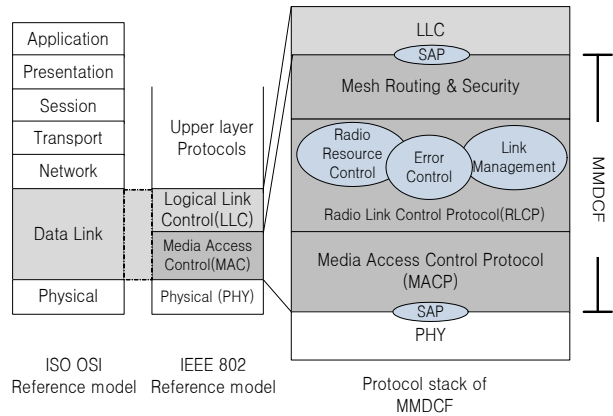 Application
Presentation
Session
Transport
Network
Data Link
Physical
ISO OSI
Reference model
Upper layer
Protocols
Logical Link
Control(LLC)
Media Access
Control(MAC)
Physical (PHY)
IEEE 802
Reference model
LLC
SAP
Mesh Routing & Security
Radio
Resource
Control
Error
Control
Link
Management
Radio Link Control Protocol(RLCP)
Media Access Control Protocol
(MACP)
SAP
PHY
Protocol stack of
MMDCF
MMDCF